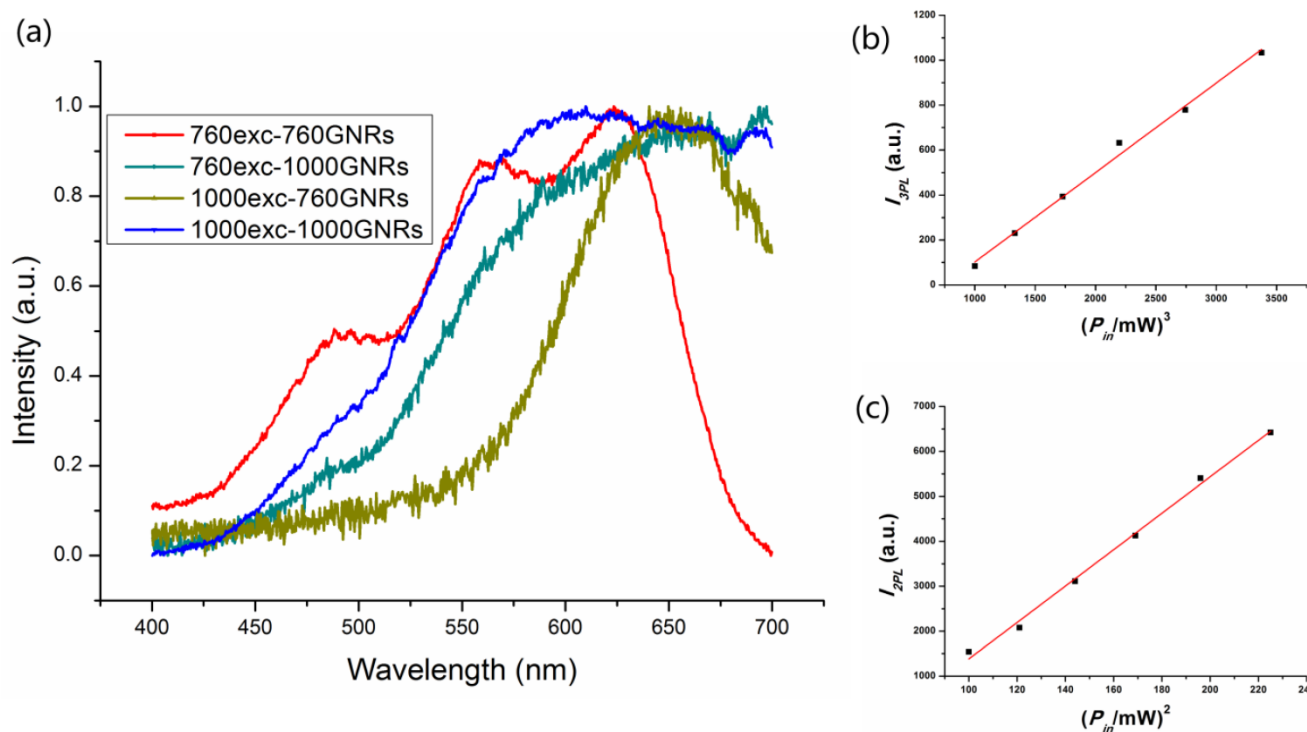 (a)
760exc-760GNRs
760exc-1000GNRs
1000exc-760GNRs
1000exc-1000GNRs
Intensity (a.u.)
1.0
0.8
0.6
0.4
0.2
0.0
400 450 500 550 600 650 700
Wavelength (nm)
(b)
I3PL (a.u.)
1200
1000
800
600
400
200
0
1000 1500 2000 2500 3000 3500
(Pin/mW)³
(c)
I2PL (a.u.)
7000
6000
5000
4000
3000
2000
1000
100 120 140 160 180 200 220
(Pin/mW)²